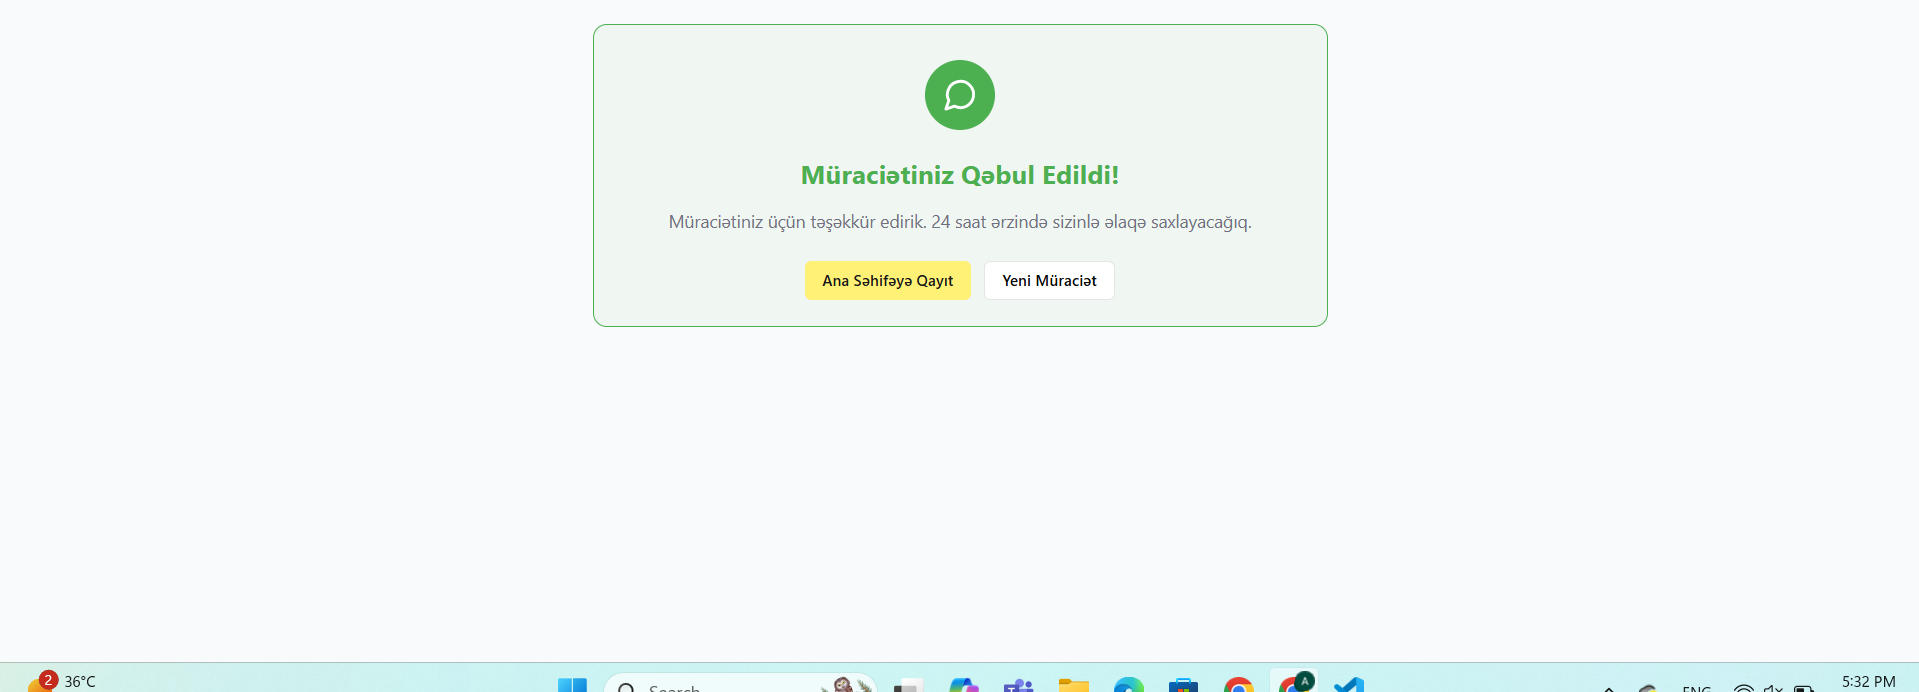 Müraciətiniz Qəbul Edildi!
Müraciətiniz üçün təşəkkür edirik. 24 saat ərzində sizinlə əlaqə saxlayacağıq.
Ana Səhifəyə Qayıt
Yeni Müraciət
2
36°C
Search
T
A
ENG
5:32 PM